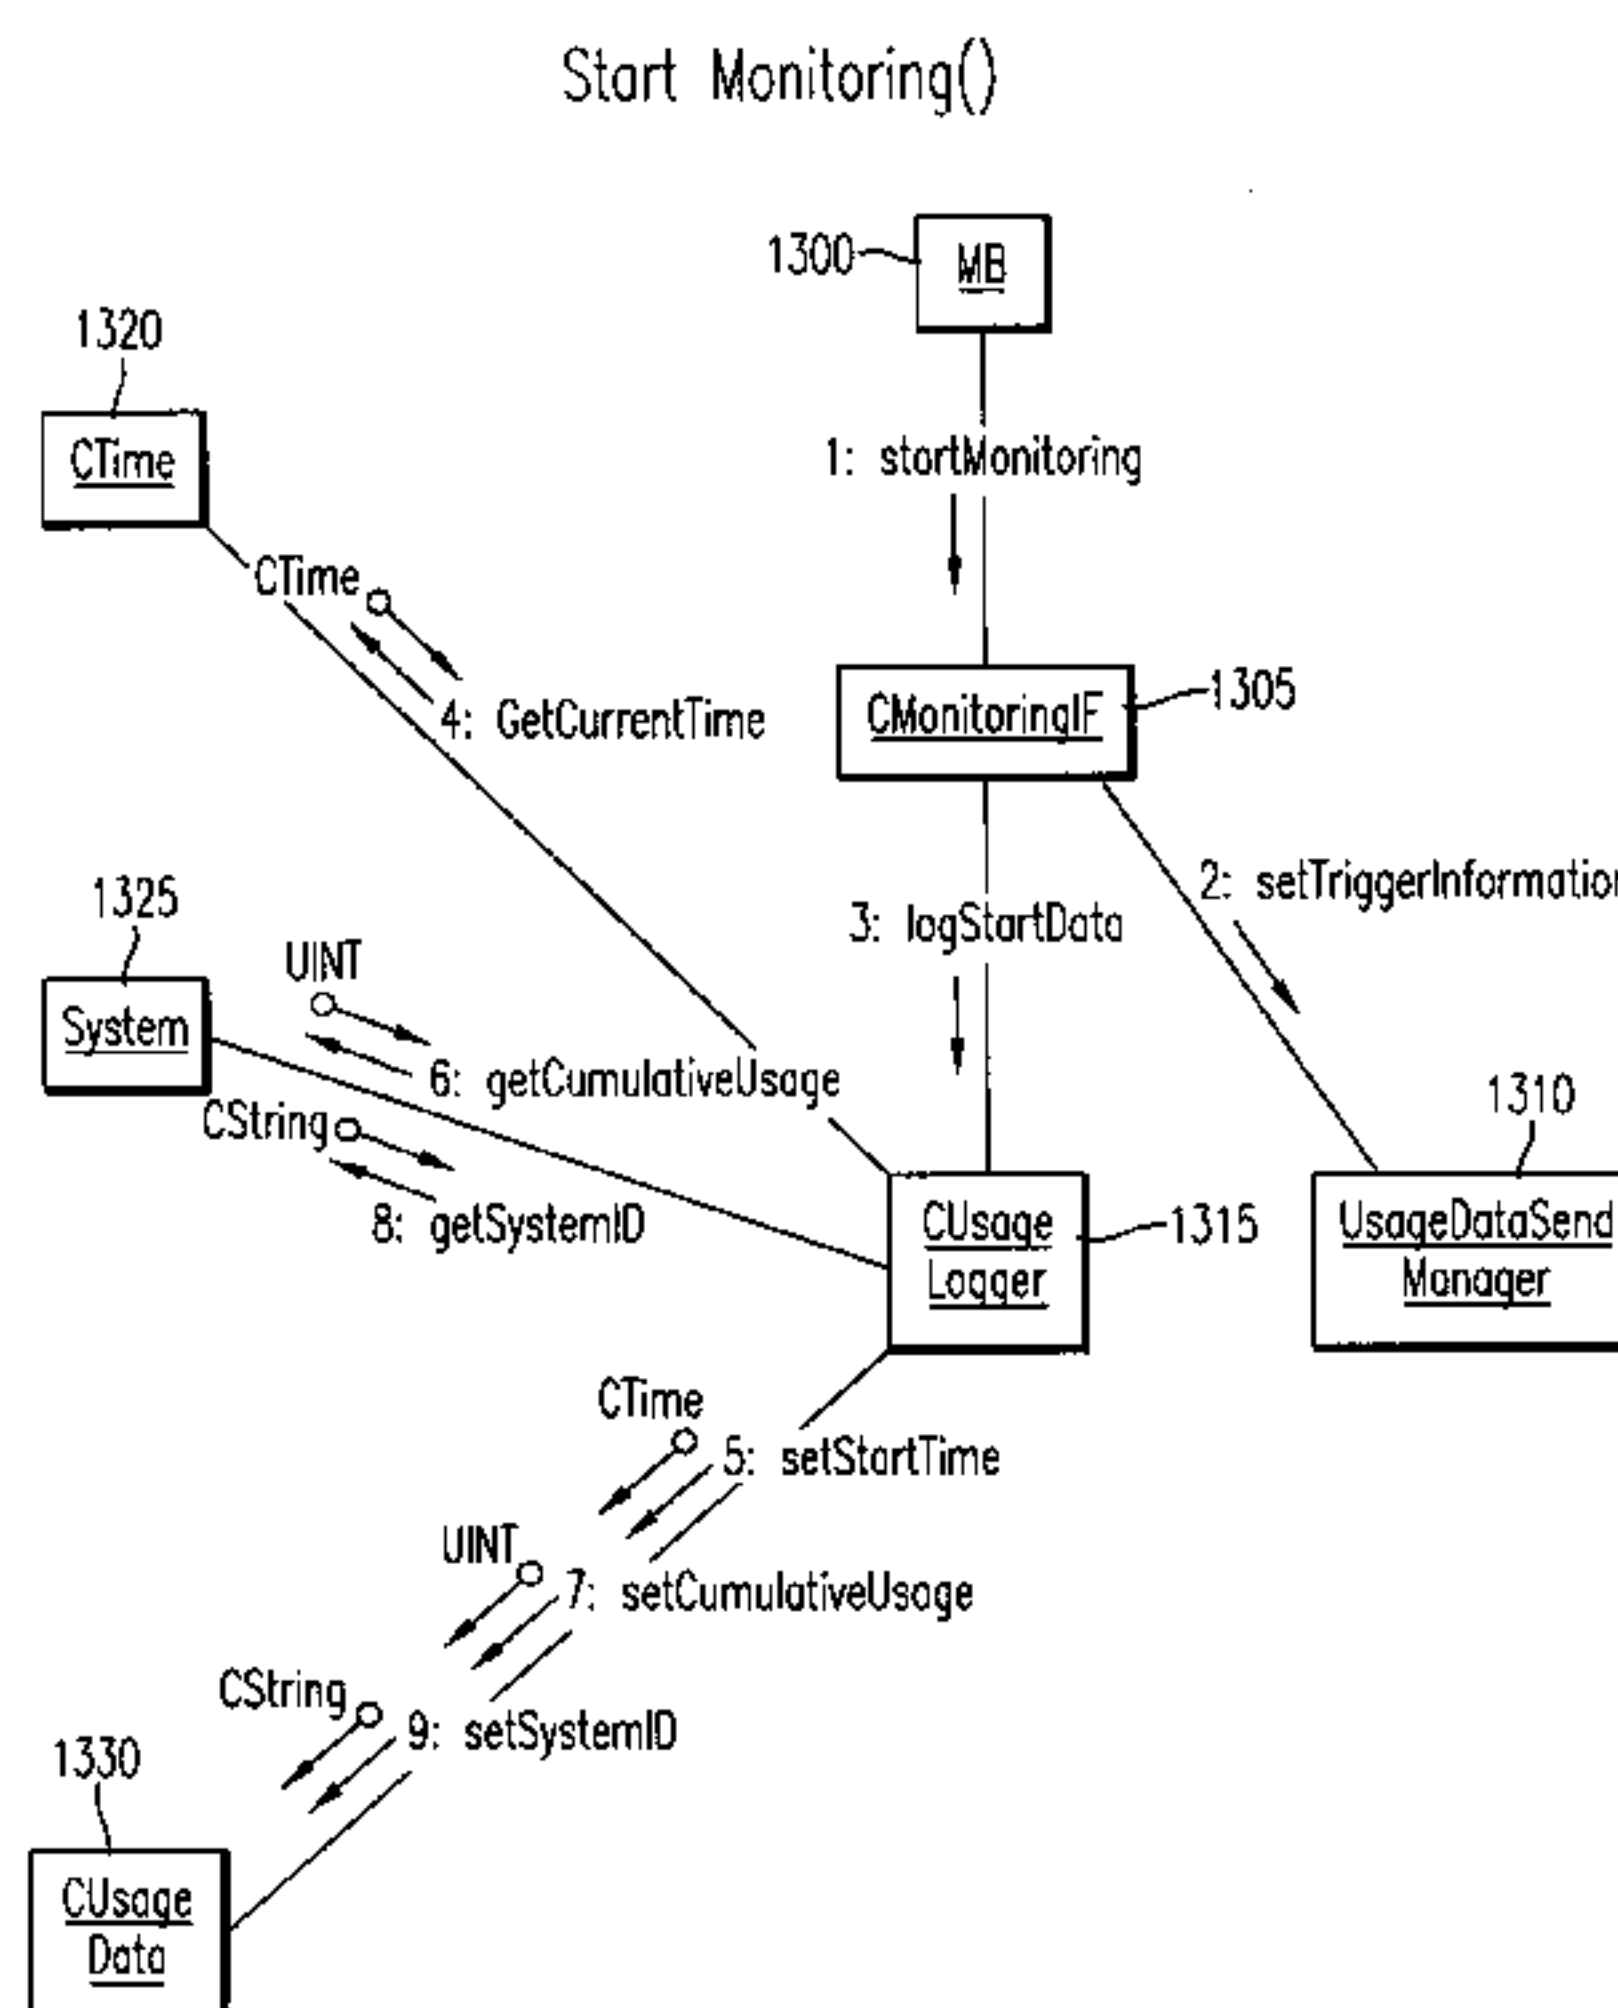 Start Monitoring()
1300
MB
1320
CTime
1: startMonitoring
CTime
4: GetCurrentTime
CMonitoringIF
1305
2: setTriggerInformation
1325
UINT
3: logStartData
System
6: getCumulativeUsage
CString
8: getSystemID
1310
CUsage
Logger
1315
UsageDataSend
Manager
CTime
5: setStartTime
UINT
7: setCumulativeUsage
CString
9: setSystemID
1330
CUsage
Data